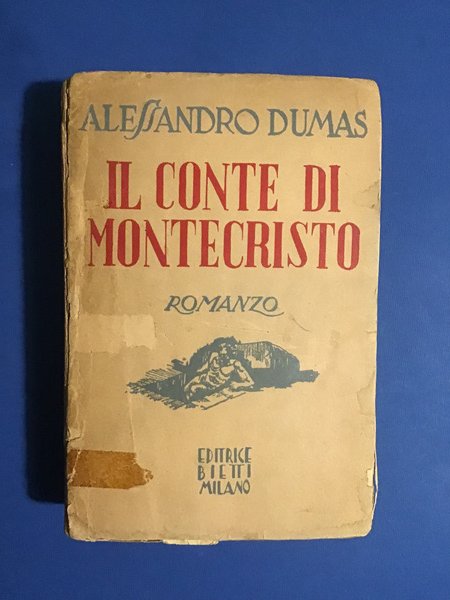 ALESSANDRO DUMAS
IL CONTE DI
MONTECRISTO
ROMANZO
EDITRICE
BIETTI
MILANO